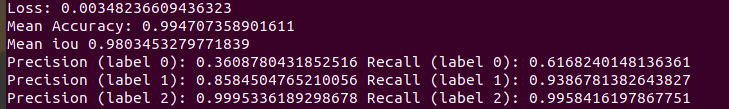 Loss: 0.00348236609436323
Mean Accuracy: 0.994707358901611
Mean iou 0.9803453279771839
Precision (label 0): 0.3608780431852516 Recall (label 0): 0.6168240148136361
Precision (label 1): 0.8584504765210056 Recall (label 1): 0.9386781382643827
Precision (label 2): 0.9995336189298678 Recall (label 2): 0.9958416197867751